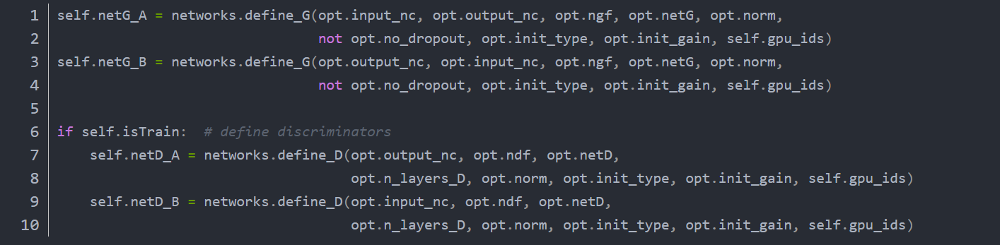 1 self.netG_A = networks.define_G(opt.input_nc, opt.output_nc, opt.ngf, opt.netG, opt.norm,
2                                 not opt.no_dropout, opt.init_type, opt.init_gain, self.gpu_ids)
3 self.netG_B = networks.define_G(opt.output_nc, opt.input_nc, opt.ngf, opt.netG, opt.norm,
4                                 not opt.no_dropout, opt.init_type, opt.init_gain, self.gpu_ids)
5
6 if self.isTrain:  # define discriminators
7     self.netD_A = networks.define_D(opt.output_nc, opt.ndf, opt.netD,
8                                     opt.n_layers_D, opt.norm, opt.init_type, opt.init_gain, self.gpu_ids)
9     self.netD_B = networks.define_D(opt.input_nc, opt.ndf, opt.netD,
10                                     opt.n_layers_D, opt.norm, opt.init_type, opt.init_gain, self.gpu_ids)